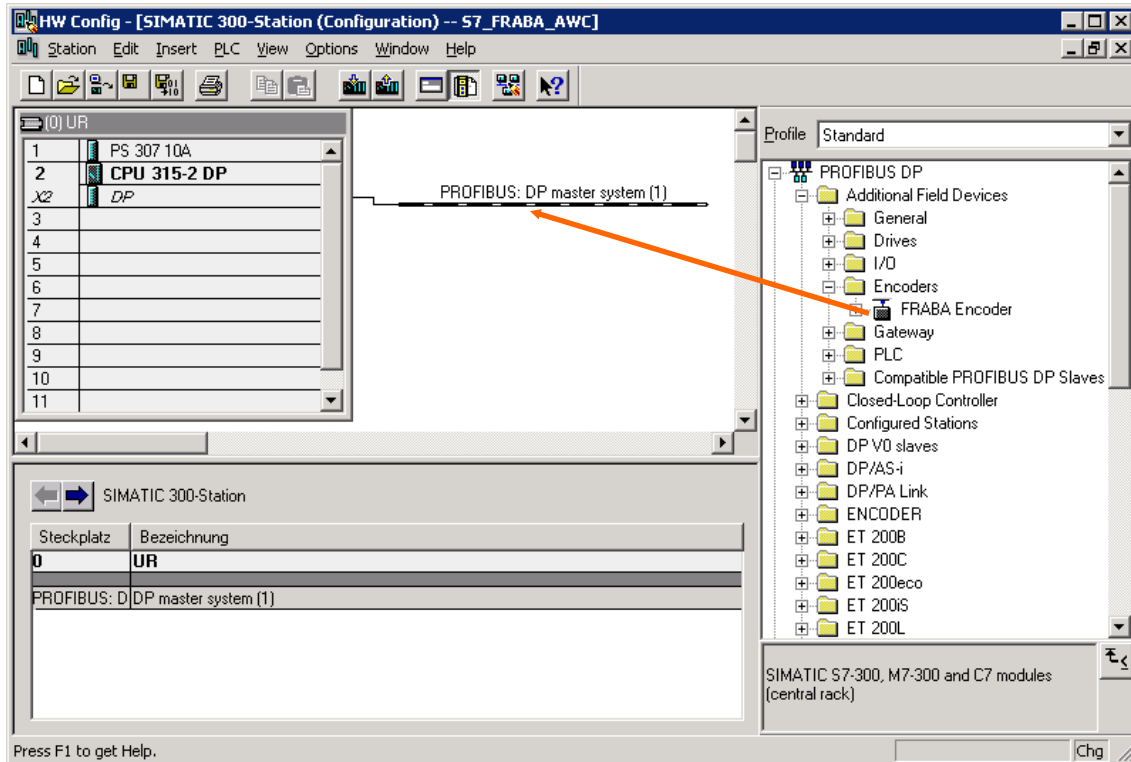 HW Config - [SIMATIC 300-Station (Configuration) -- S7_FRABA_AWC]
Station Edit Insert PLC View Options Window Help
(0) UR
1 PS 307 10A
2 CPU 315-2 DP
X2 DP
3
4
5
6
7
8
9
10
11
PROFIBUS: DP master system (1)
Profile Standard
PROFIBUS DP
Additional Field Devices
General
Drives
I/O
Encoders
FRABA Encoder
Gateway
PLC
Compatible PROFIBUS DP Slaves
Closed-Loop Controller
Configured Stations
DP V0 slaves
DP/AS-i
DP/PA Link
ENCODER
ET 200B
ET 200C
ET 200eco
ET 200iS
ET 200L
SIMATIC 300-Station
Steckplatz Bezeichnung
0 UR
PROFIBUS: D DP master system (1)
SIMATIC S7-300, M7-300 and C7 modules
(central rack)
Press F1 to get Help.
Chg